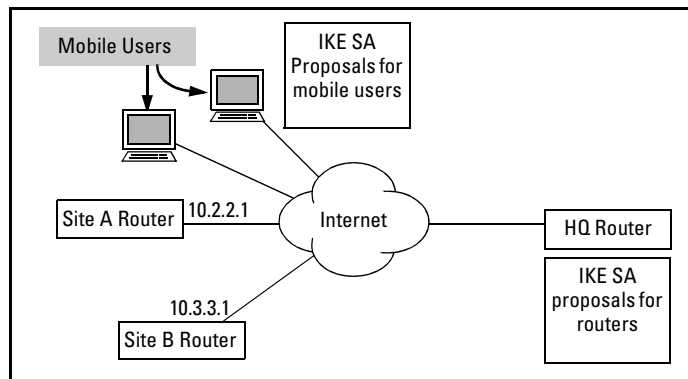 Mobile Users
IKE SA
Proposals for
mobile users
Site A Router
10.2.2.1
Internet
HQ Router
10.3.3.1
Site B Router
IKE SA
proposals for
routers